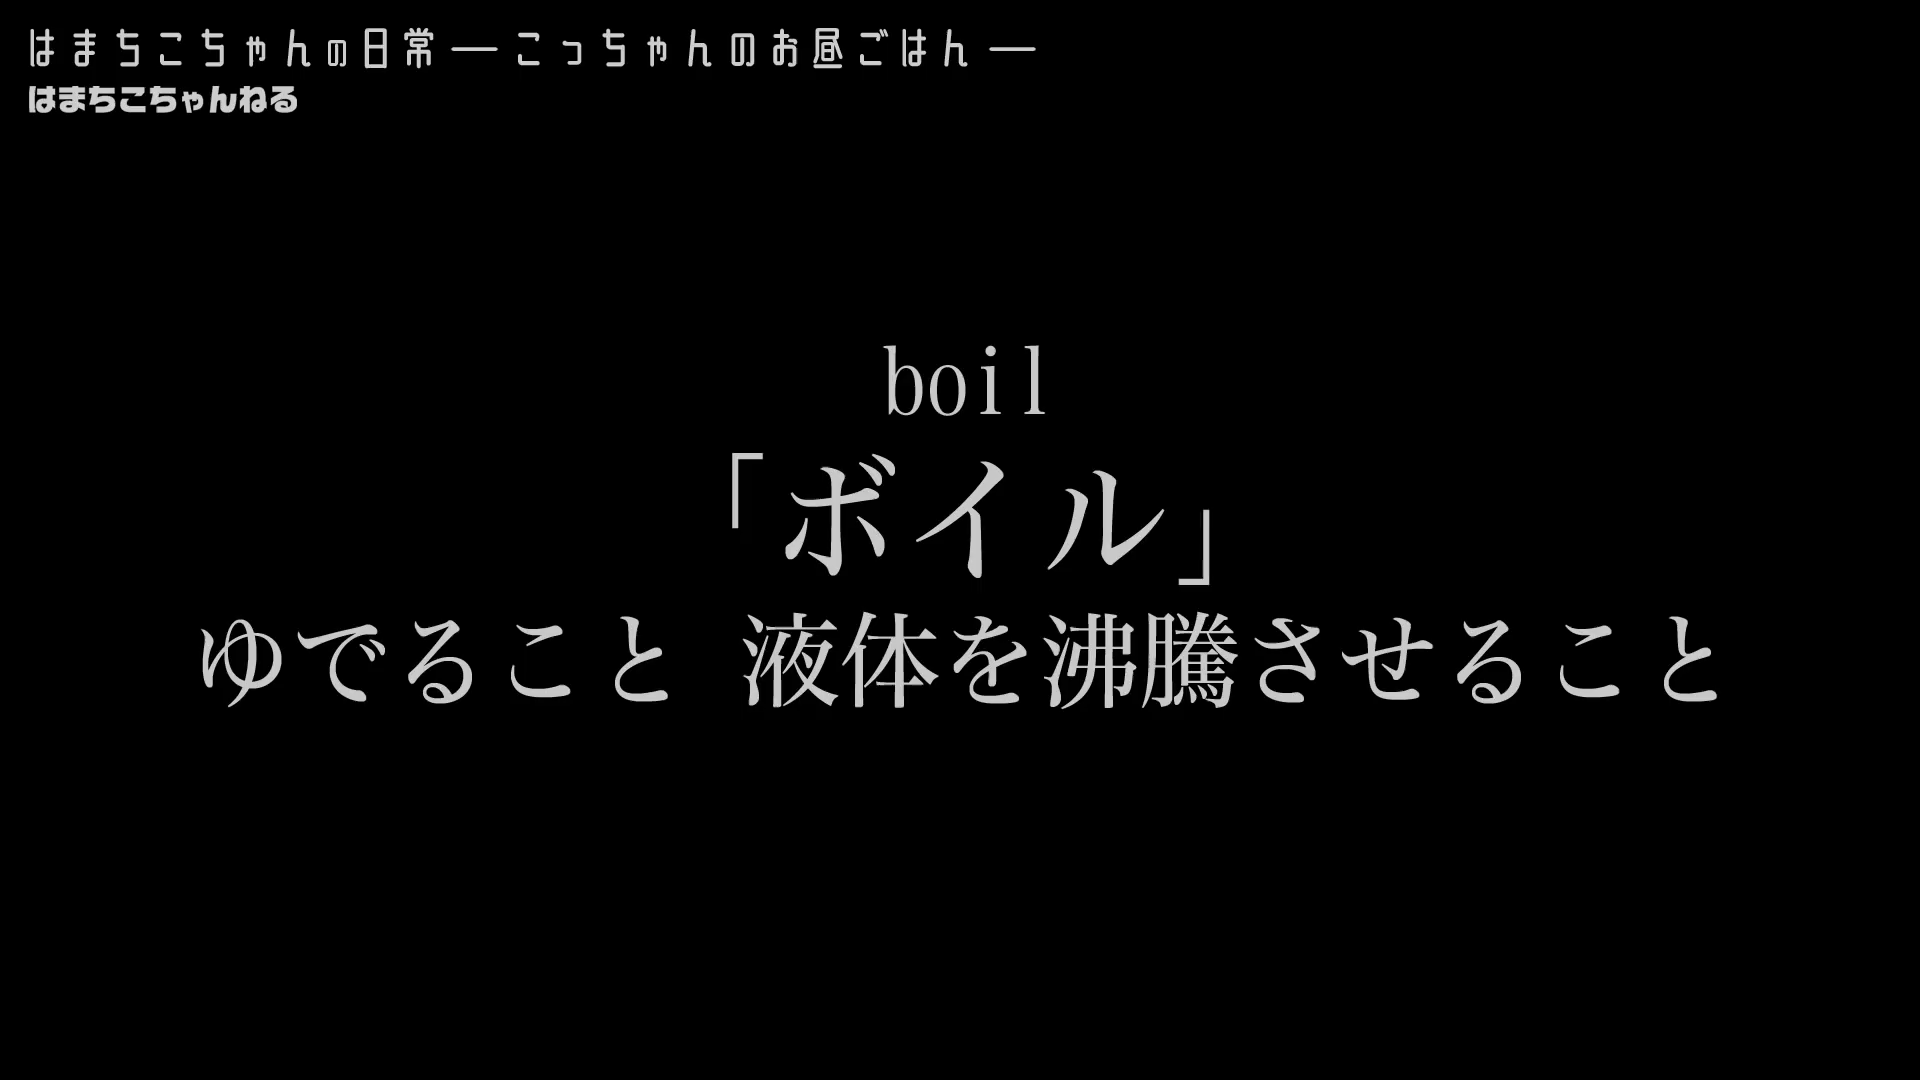 はまちこちゃんの日常―こっちゃんのお昼ごはん―
はまちこちゃんねる
boil
「ボイル」
ゆでること 液体を沸騰させること